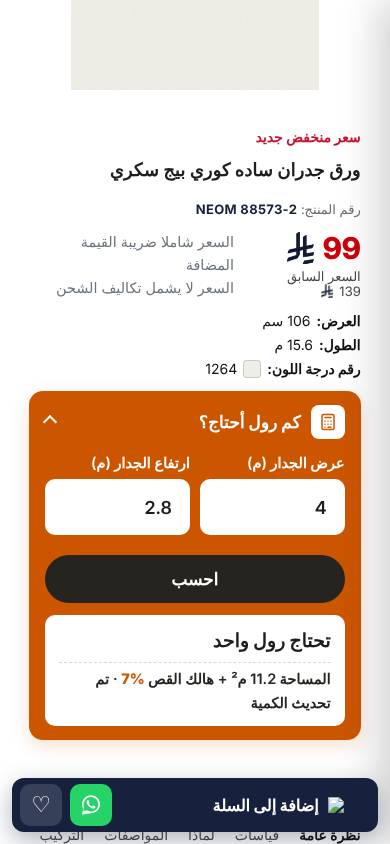 سعر منخفض جديد
ورق جدران ساده كوري بيج سكري
رقم المنتج: NEOM 88573-2
99
السعر السابق
139
السعر شاملا ضريبة القيمة
المضافة
السعر لا يشمل تكاليف الشحن
العرض: 106 سم
الطول: 15.6 م
رقم درجة اللون: 1264
كم رول أحتاج؟
عرض الجدار (م)
ارتفاع الجدار (م)
4
2.8
احسب
تحتاج رول واحد
المساحة 11.2 م² + هالك القص 7% · تم
تحديث الكمية
إضافة إلى السلة
نظرة عامة قياسات لماذا المواصفات التركيب